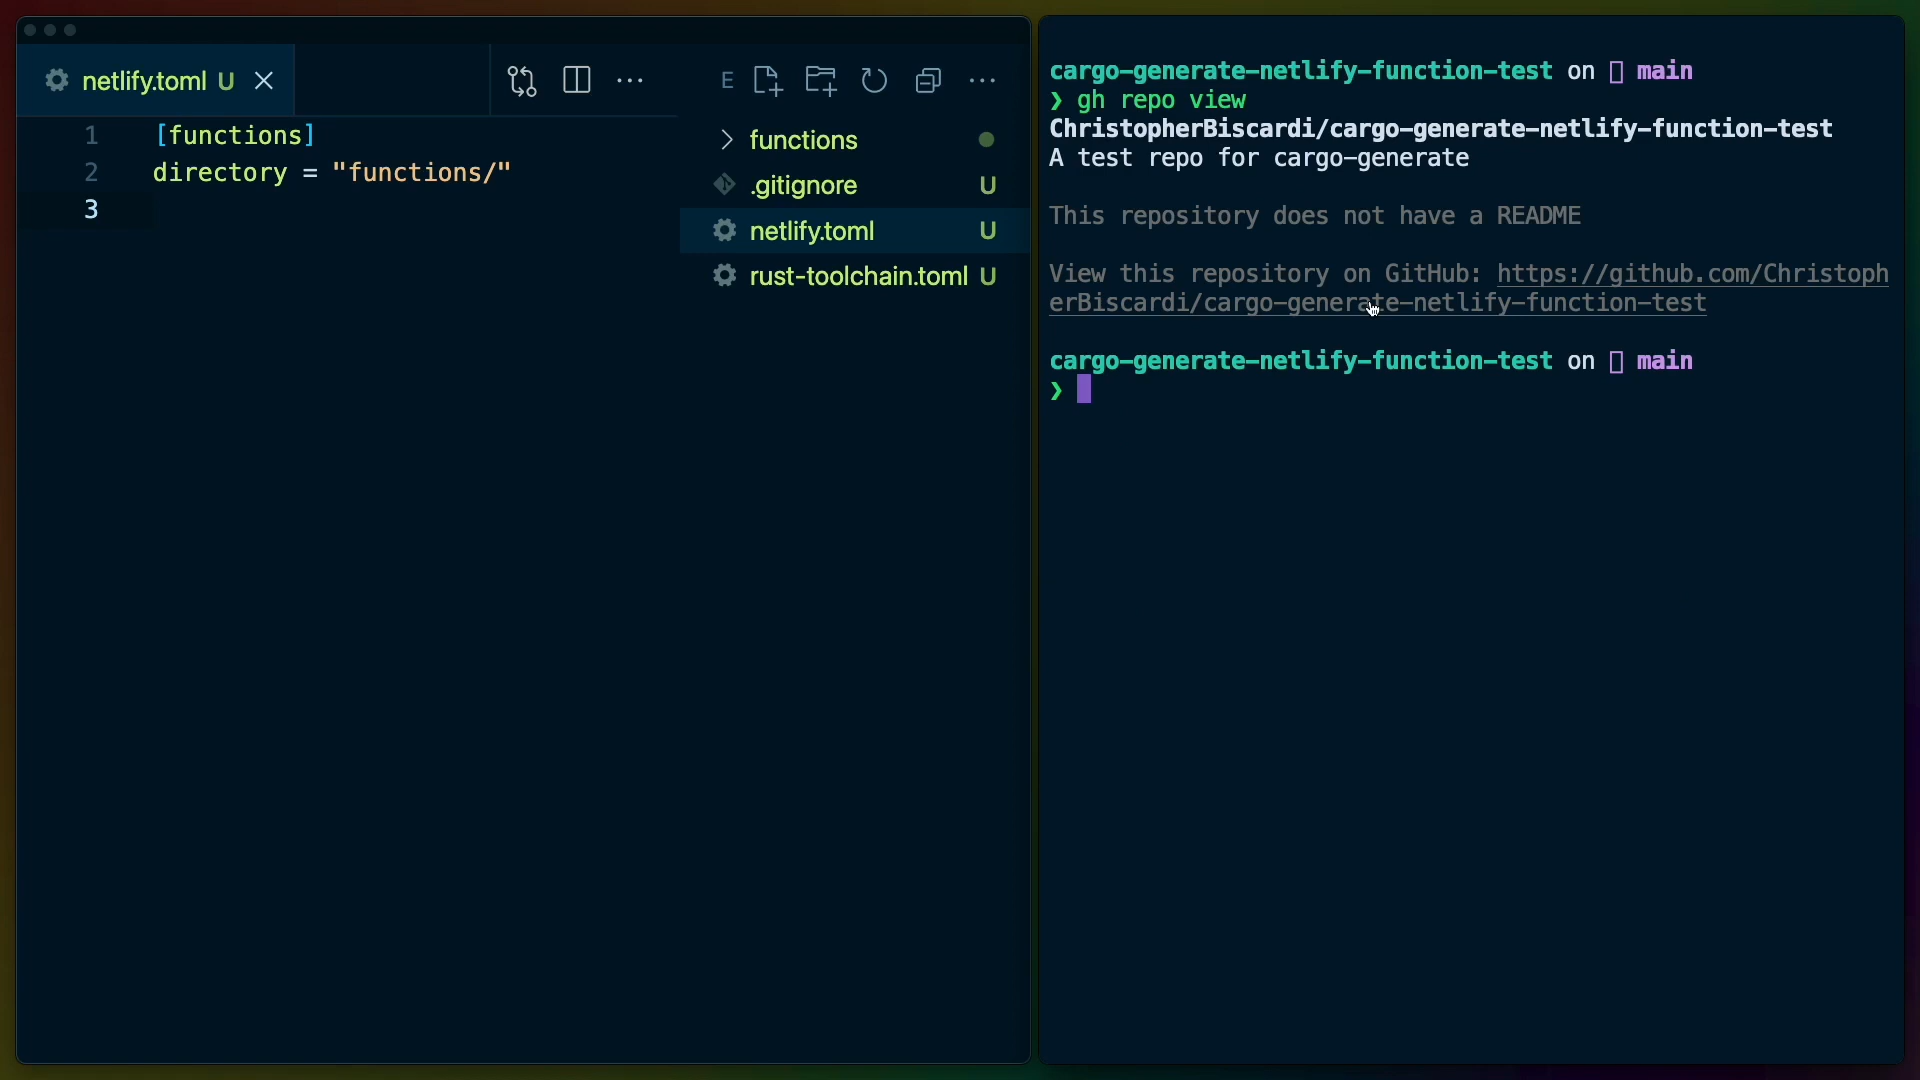 netlify.toml U
1 [functions]
2 directory = "functions/"
3
E
functions
.gitignore U
netlify.toml U
rust-toolchain.toml U
cargo-generate-netlify-function-test on main
❯ gh repo view
ChristopherBiscardi/cargo-generate-netlify-function-test
A test repo for cargo-generate
This repository does not have a README
View this repository on GitHub: https://github.com/Christoph
erBiscardi/cargo-generate-netlify-function-test
cargo-generate-netlify-function-test on main
❯